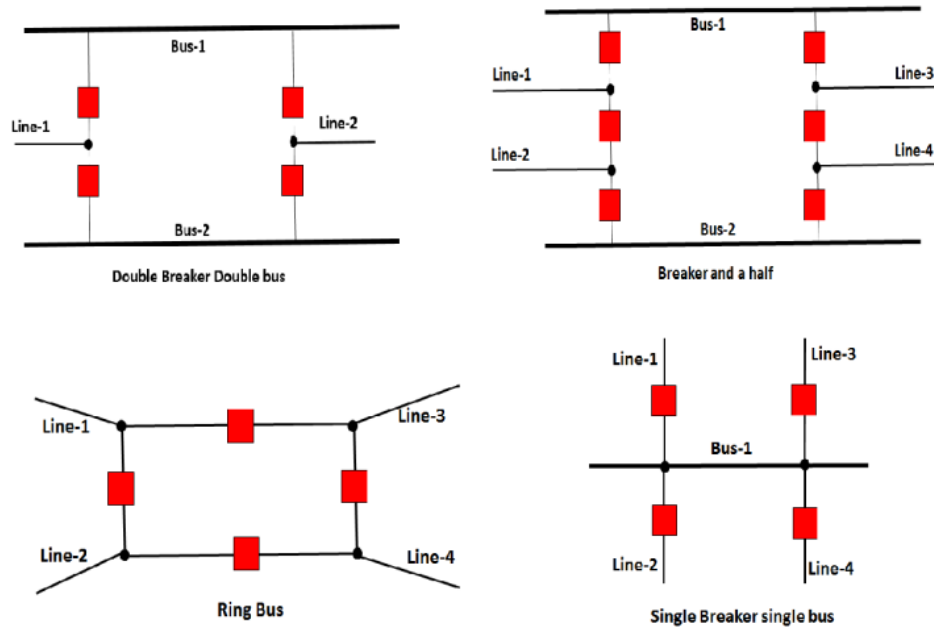 Bus-1
Line-1
Line-2
Bus-2
Double Breaker Double bus
Bus-1
Line-1
Line-3
Line-2
Line-4
Bus-2
Breaker and a half
Line-1
Line-3
Line-2
Line-4
Ring Bus
Line-1
Line-3
Bus-1
Line-2
Line-4
Single Breaker single bus